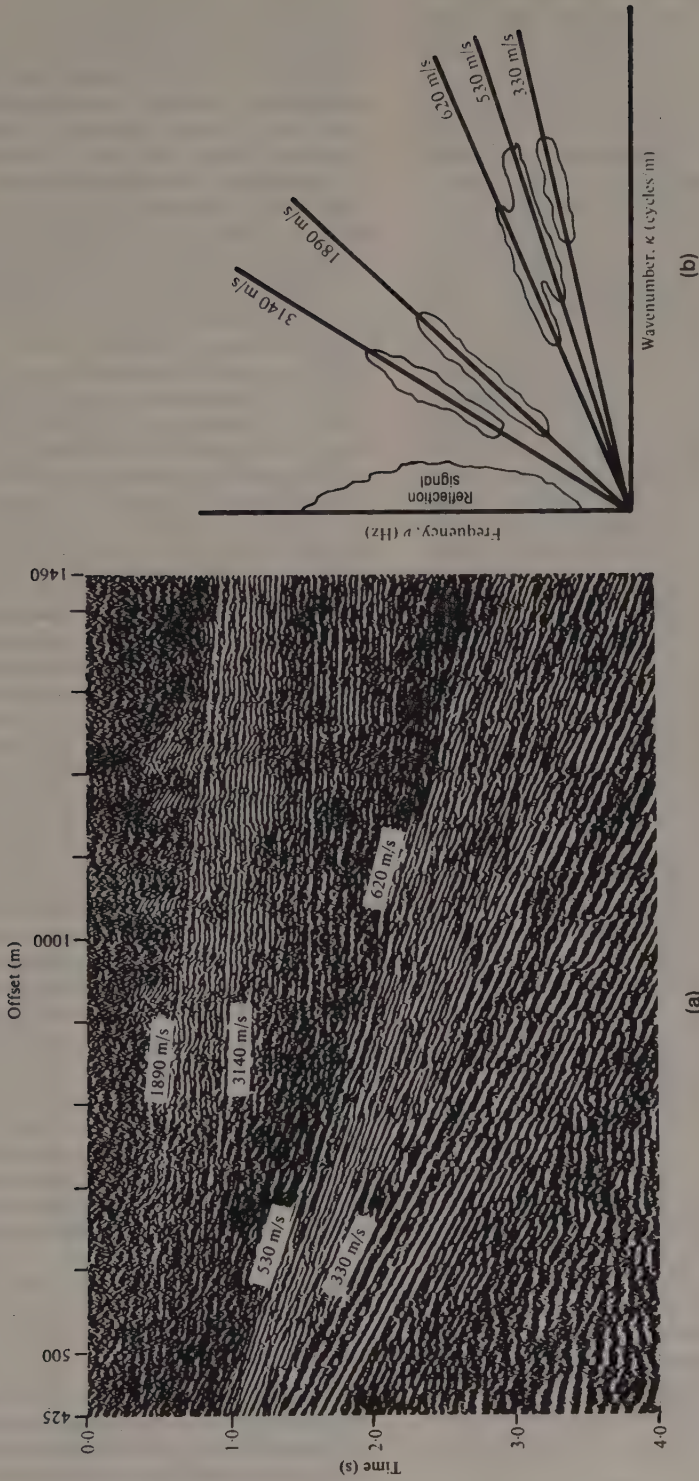 Offset (m)
425
500
1000
1460
Time (s)
0·0
1·0
2·0
3·0
4·0
1890 m/s
3140 m/s
530 m/s
620 m/s
330 m/s
(a)
Frequency, ν (Hz)
Reflection
signal
3140 m/s
1890 m/s
620 m/s
530 m/s
330 m/s
Wavenumber, κ (cycles/m)
(b)